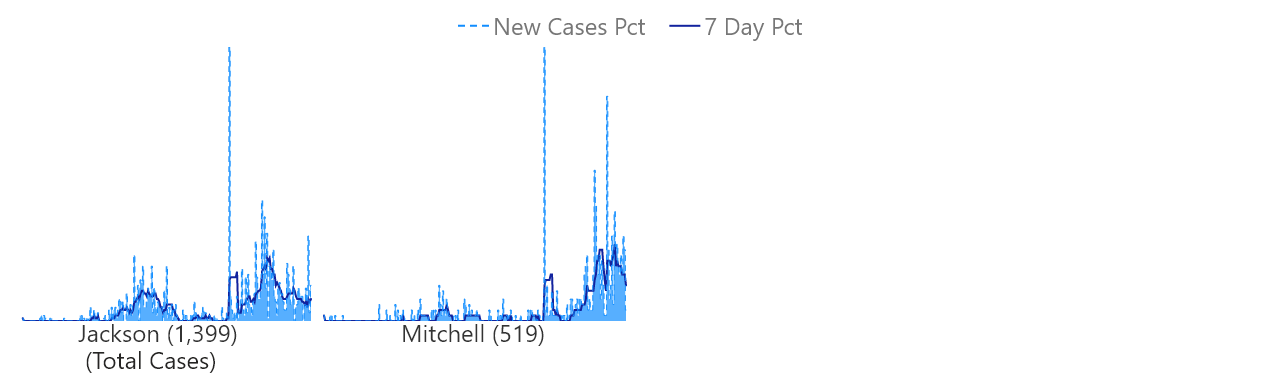 New Cases Pct 7 Day Pct
Jackson (1,399) Mitchell (519)
(Total Cases)